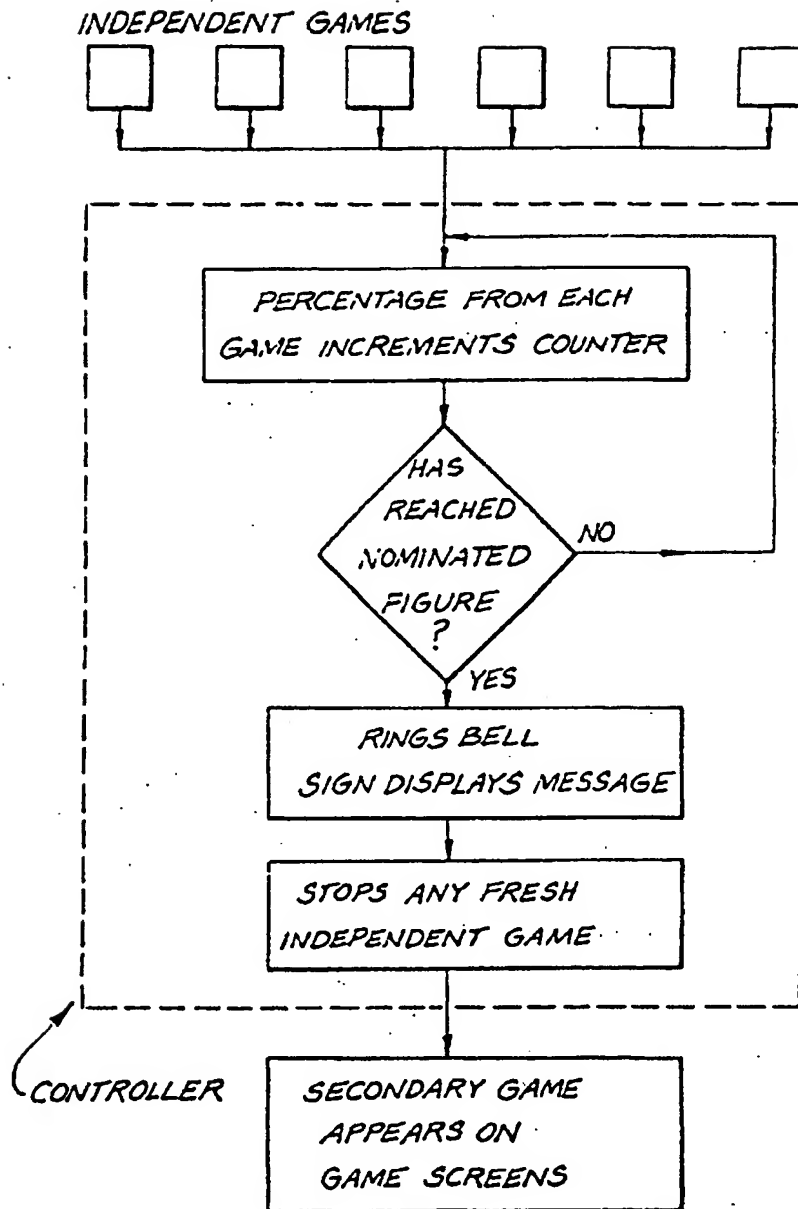 INDEPENDENT GAMES
PERCENTAGE FROM EACH
GAME INCREMENTS COUNTER
HAS
REACHED
NOMINATED
FIGURE
?
NO
YES
RINGS BELL
SIGN DISPLAYS MESSAGE
STOPS ANY FRESH
INDEPENDENT GAME
CONTROLLER
SECONDARY GAME
APPEARS ON
GAME SCREENS